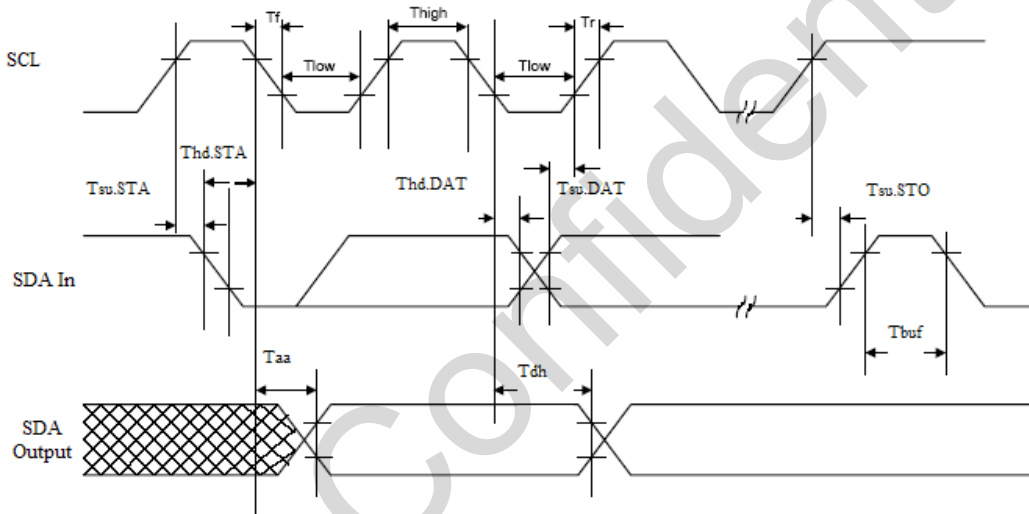 Tf
Thigh
Tr
SCL
Tlow
Tlow
Thd.STA
Tsu.STA
Thd.DAT
Tsu.DAT
Tsu.STO
SDA In
Tbuf
Taa
Tdh
SDA
Output
Confident